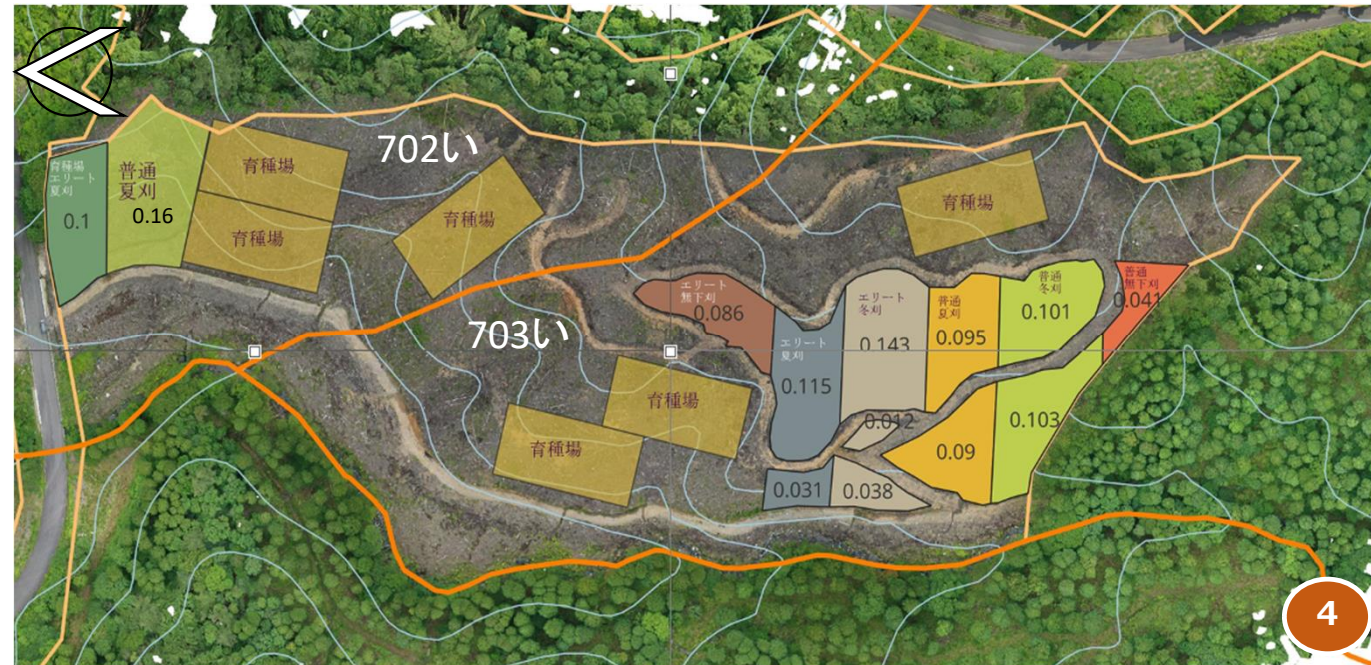 702い
703い
育種場
エリート
夏刈
0.1
普通
夏刈
0.16
育種場
育種場
育種場
育種場
育種場
育種場
エリート
無下刈
0.086
エリート
夏刈
0.115
エリート
冬刈
0.143
0.012
普通
夏刈
0.095
普通
冬刈
0.101
普通
無下刈
0.041
0.031
0.038
0.09
0.103
4